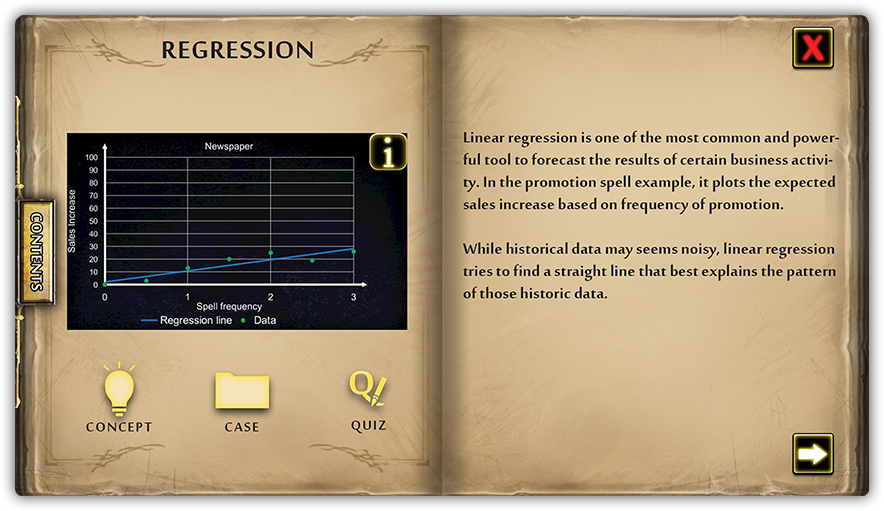 REGRESSION
X
CONTENTS
Newspaper
i
Sales Increase
100
90
80
70
60
50
40
30
20
10
0
0 1 2 3
Spell frequency
Regression line Data
CONCEPT
CASE
Q!
QUIZ
Linear regression is one of the most common and power-
ful tool to forecast the results of certain business activi-
ty. In the promotion spell example, it plots the expected
sales increase based on frequency of promotion.
While historical data may seems noisy, linear regression
tries to find a straight line that best explains the pattern
of those historic data.